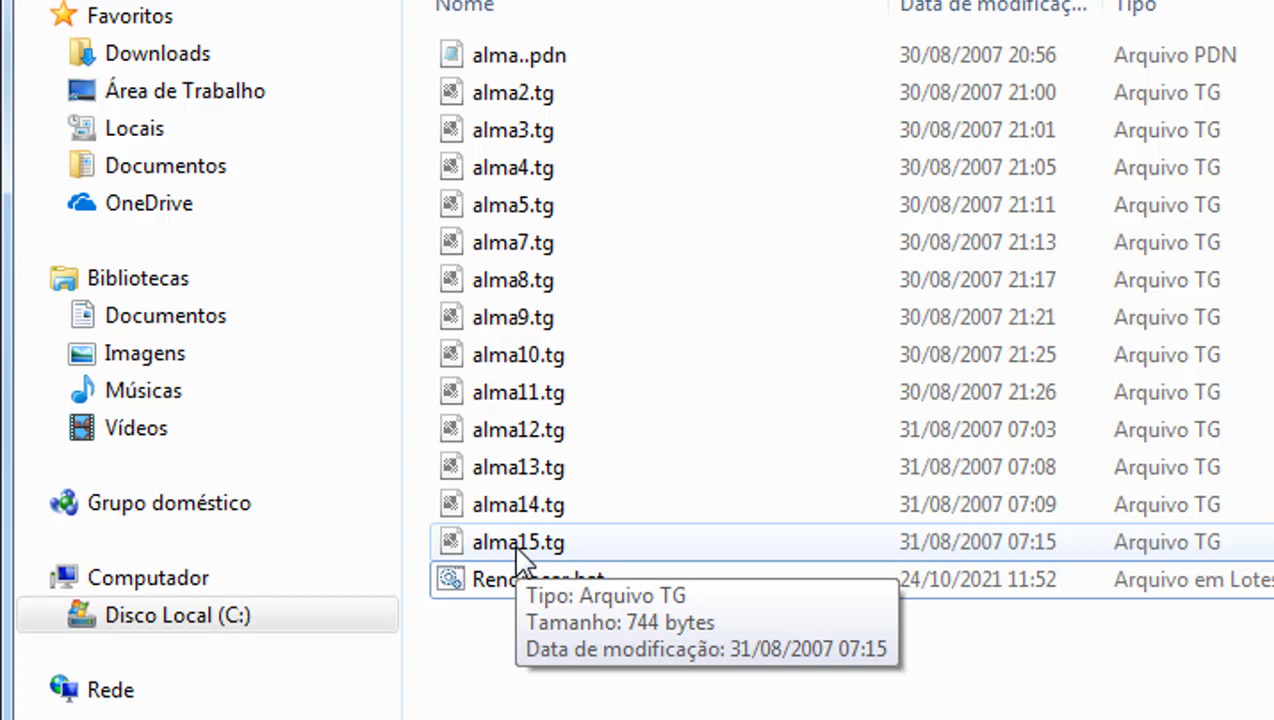 Favoritos
Downloads
Área de Trabalho
Locais
Documentos
OneDrive
Bibliotecas
Documentos
Imagens
Músicas
Vídeos
Grupo doméstico
Computador
Disco Local (C:)
Rede
Nome Data de modificaç... Tipo
alma..pdn 30/08/2007 20:56 Arquivo PDN
alma2.tg 30/08/2007 21:00 Arquivo TG
alma3.tg 30/08/2007 21:01 Arquivo TG
alma4.tg 30/08/2007 21:05 Arquivo TG
alma5.tg 30/08/2007 21:11 Arquivo TG
alma7.tg 30/08/2007 21:13 Arquivo TG
alma8.tg 30/08/2007 21:17 Arquivo TG
alma9.tg 30/08/2007 21:21 Arquivo TG
alma10.tg 30/08/2007 21:25 Arquivo TG
alma11.tg 30/08/2007 21:26 Arquivo TG
alma12.tg 31/08/2007 07:03 Arquivo TG
alma13.tg 31/08/2007 07:08 Arquivo TG
alma14.tg 31/08/2007 07:09 Arquivo TG
alma15.tg 31/08/2007 07:15 Arquivo TG
24/10/2021 11:52 Arquivo em Lotes
Tipo: Arquivo TG
Tamanho: 744 bytes
Data de modificação: 31/08/2007 07:15